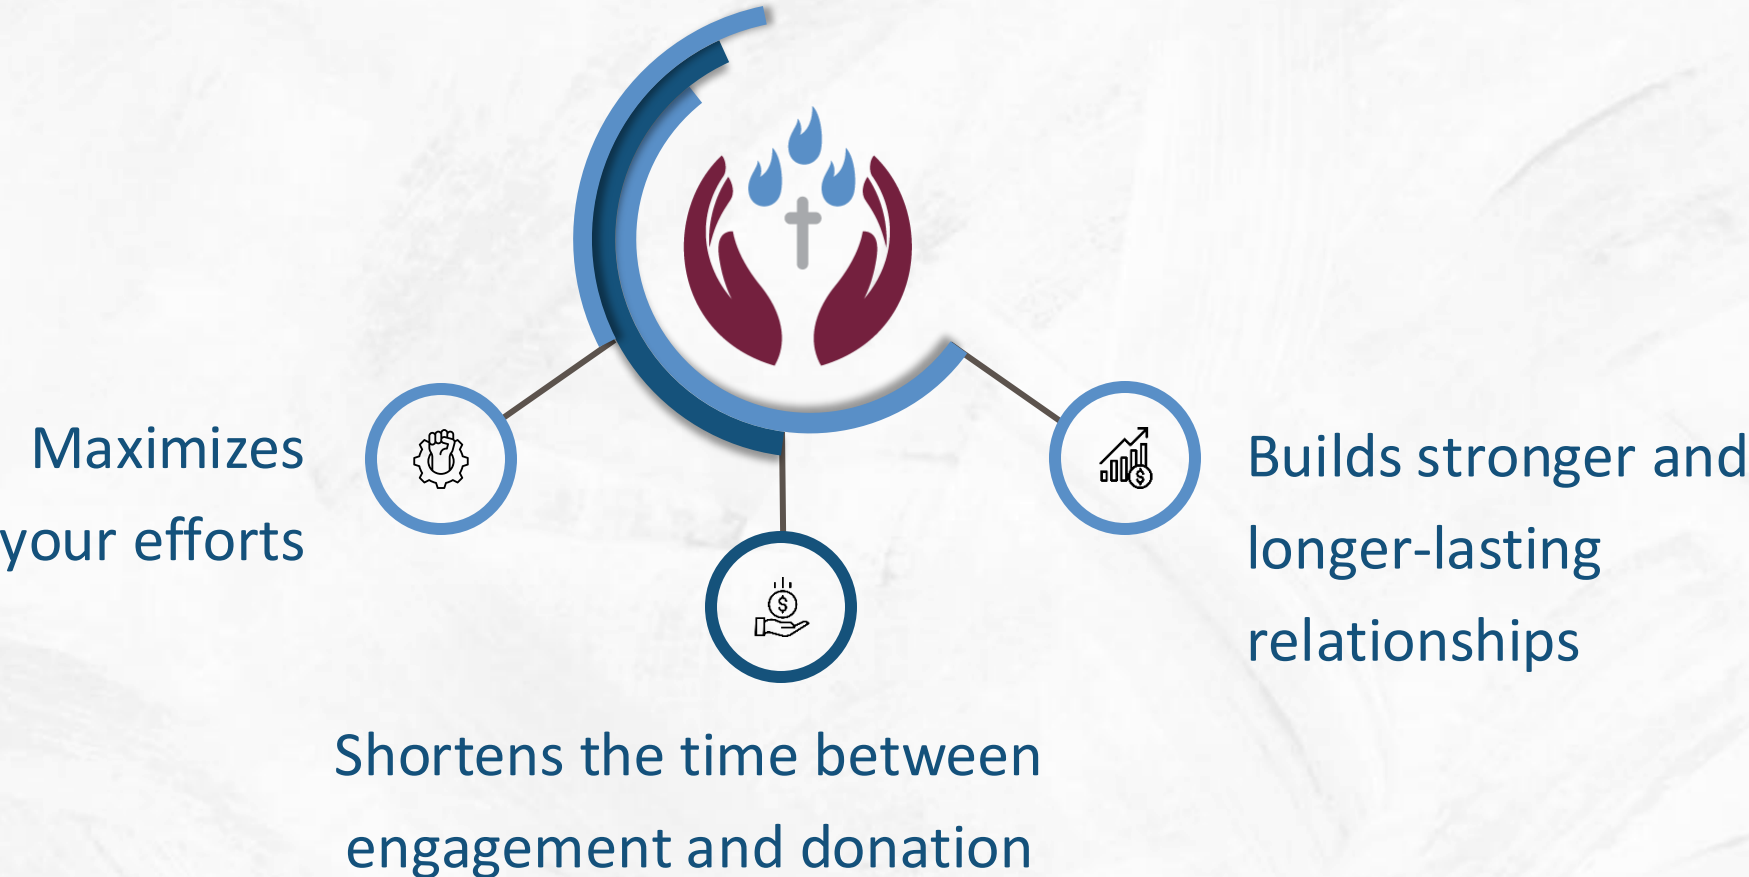 Maximizes
your efforts
Shortens the time between
engagement and donation
Builds stronger and
longer-lasting
relationships